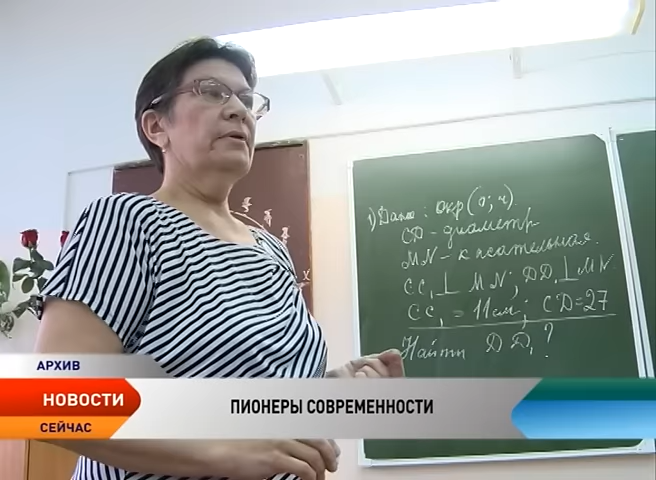 1) Дано: окр(о; ч)
CD - диаметр
MN - касательная.
CC₁ ⊥ MN; DD₁ ⊥ MN
CC₁ = 11см; CD=27
Найти DD₁?
АРХИВ
НОВОСТИ
СЕЙЧАС
ПИОНЕРЫ СОВРЕМЕННОСТИ